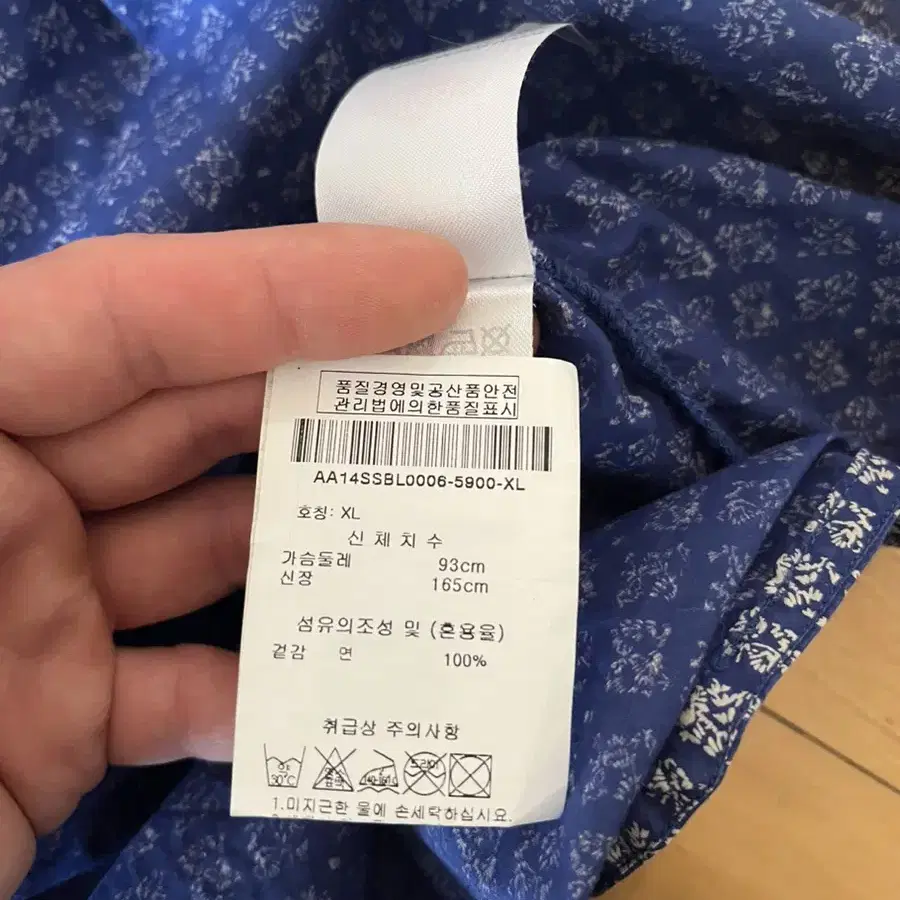 품질경영및공산품안전
관리법에의한품질표시
AA14SSBL0006-5900-XL
호칭: XL
신체치수
가슴둘레 93cm
신장 165cm
섬유의조성 및 (혼용율)
겉감 면 100%
취급상 주의사항
30℃
1.미지근한 물에 손세탁하십시요.